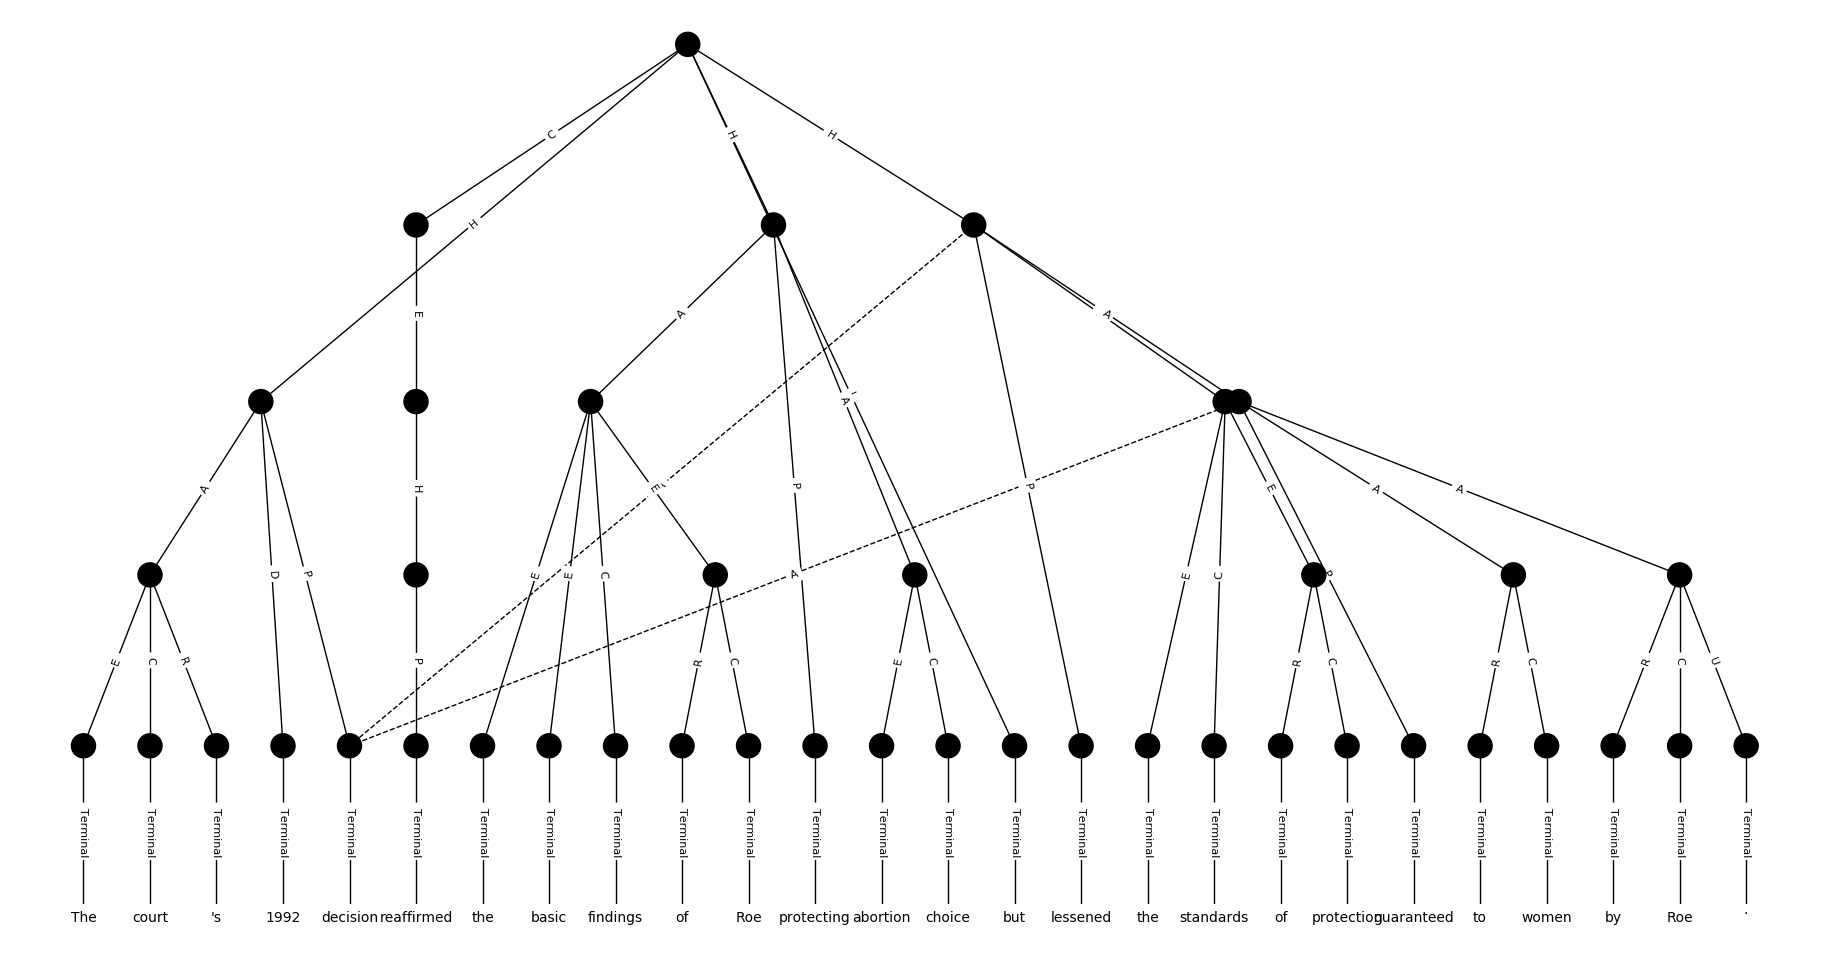 C
H
H
H
E
A
A
A
A
H
E
P
P
E
A
A
D
P
E
E
C
A
E
C
P
E
C
R
P
R
C
E
C
R
C
R
C
R
C
U
Terminal Terminal Terminal Terminal Terminal Terminal Terminal Terminal Terminal Terminal Terminal Terminal Terminal Terminal Terminal Terminal Terminal Terminal Terminal Terminal Terminal Terminal Terminal Terminal Terminal Terminal
The court 's 1992 decision reaffirmed the basic findings of Roe protecting abortion choice but lessened the standards of protection guaranteed to women by Roe .